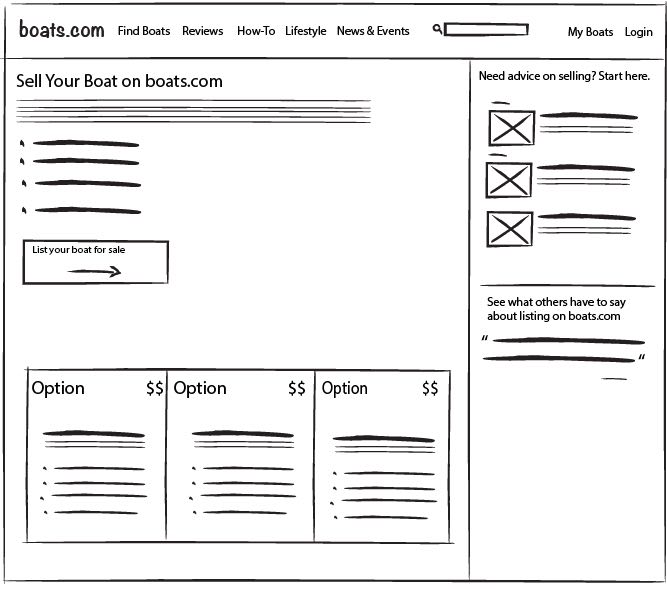 boats.com Find Boats Reviews How-To Lifestyle News & Events My Boats Login
Sell Your Boat on boats.com
List your boat for sale
Option $$ Option $$ Option $$
Need advice on selling? Start here.
See what others have to say
about listing on boats.com
“
“